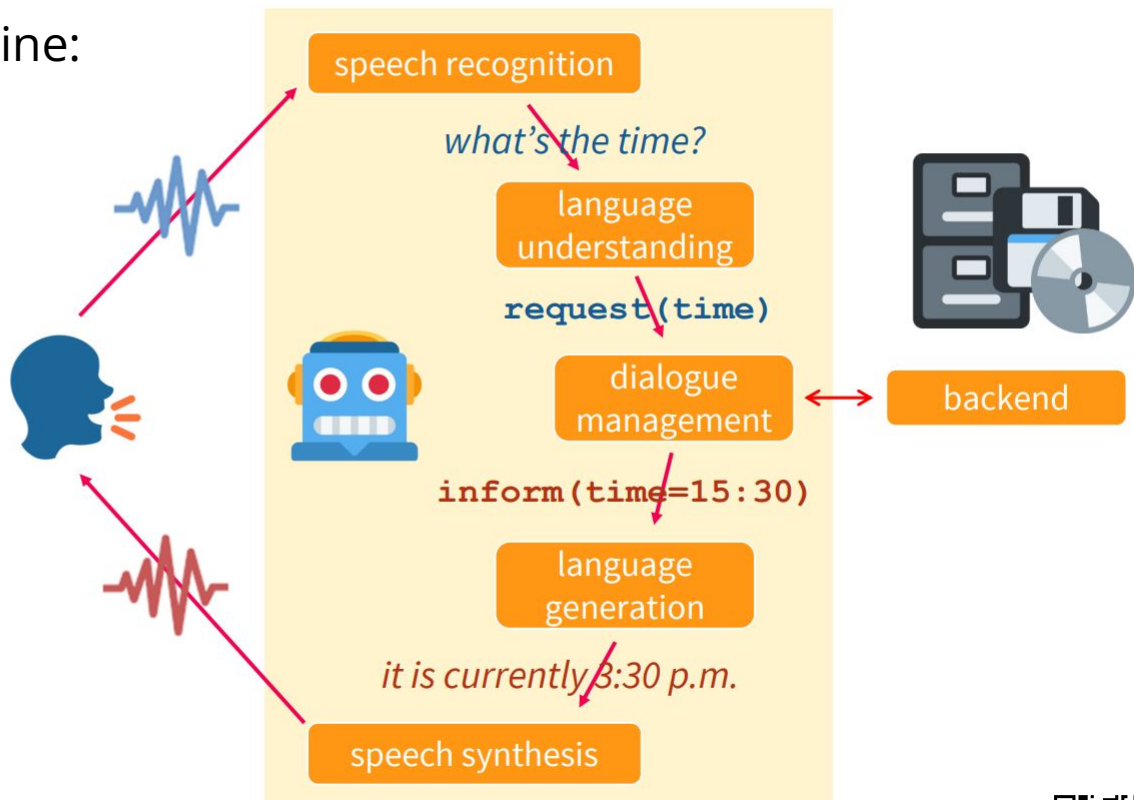 ine:
speech recognition
what's the time?
language
understanding
request(time)
dialogue
management
backend
inform(time=15:30)
language
generation
it is currently 3:30 p.m.
speech synthesis